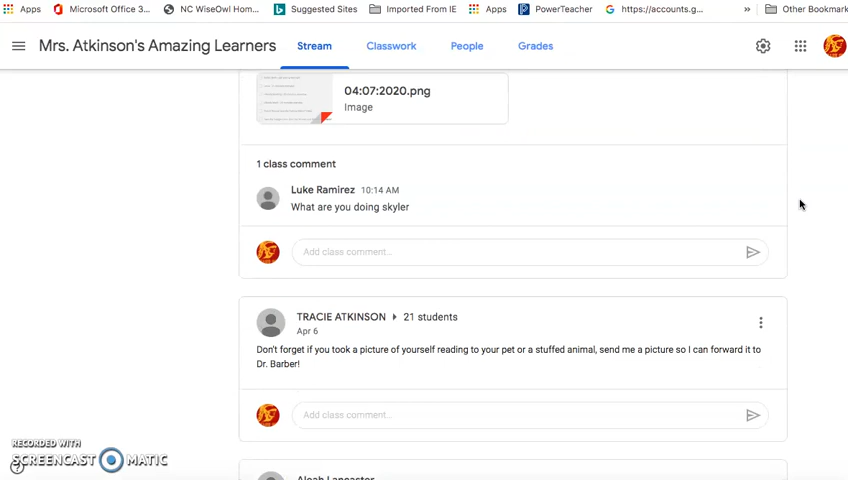 Apps Microsoft Office 3... NC WiseOwl Hom... Suggested Sites Imported From IE Apps PowerTeacher https://accounts.g... » Other Bookmark
Mrs. Atkinson's Amazing Learners Stream Classwork People Grades
04:07:2020.png
Image
1 class comment
Luke Ramirez 10:14 AM
What are you doing skyler
Add class comment...
TRACIE ATKINSON 21 students
Apr 6
Don't forget if you took a picture of yourself reading to your pet or a stuffed animal, send me a picture so I can forward it to
Dr. Barber!
Add class comment...
RECORDED WITH
SCREENCAST MATIC
?